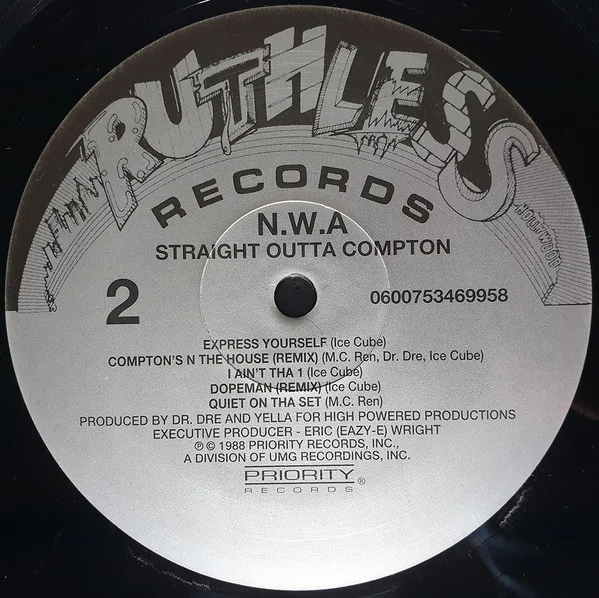 RUTHLESS
RECORDS
HOLLYWOOD
N.W.A
STRAIGHT OUTTA COMPTON
2
0600753469958
EXPRESS YOURSELF (Ice Cube)
COMPTON'S N THE HOUSE (REMIX) (M.C. Ren, Dr. Dre, Ice Cube)
I AIN'T THA 1 (Ice Cube)
DOPEMAN (REMIX) (Ice Cube)
QUIET ON THA SET (M.C. Ren)
PRODUCED BY DR. DRE AND YELLA FOR HIGH POWERED PRODUCTIONS
EXECUTIVE PRODUCER - ERIC (EAZY-E) WRIGHT
℗ © 1988 PRIORITY RECORDS, INC.,
A DIVISION OF UMG RECORDINGS, INC.
PRIORITY®
RECORDS